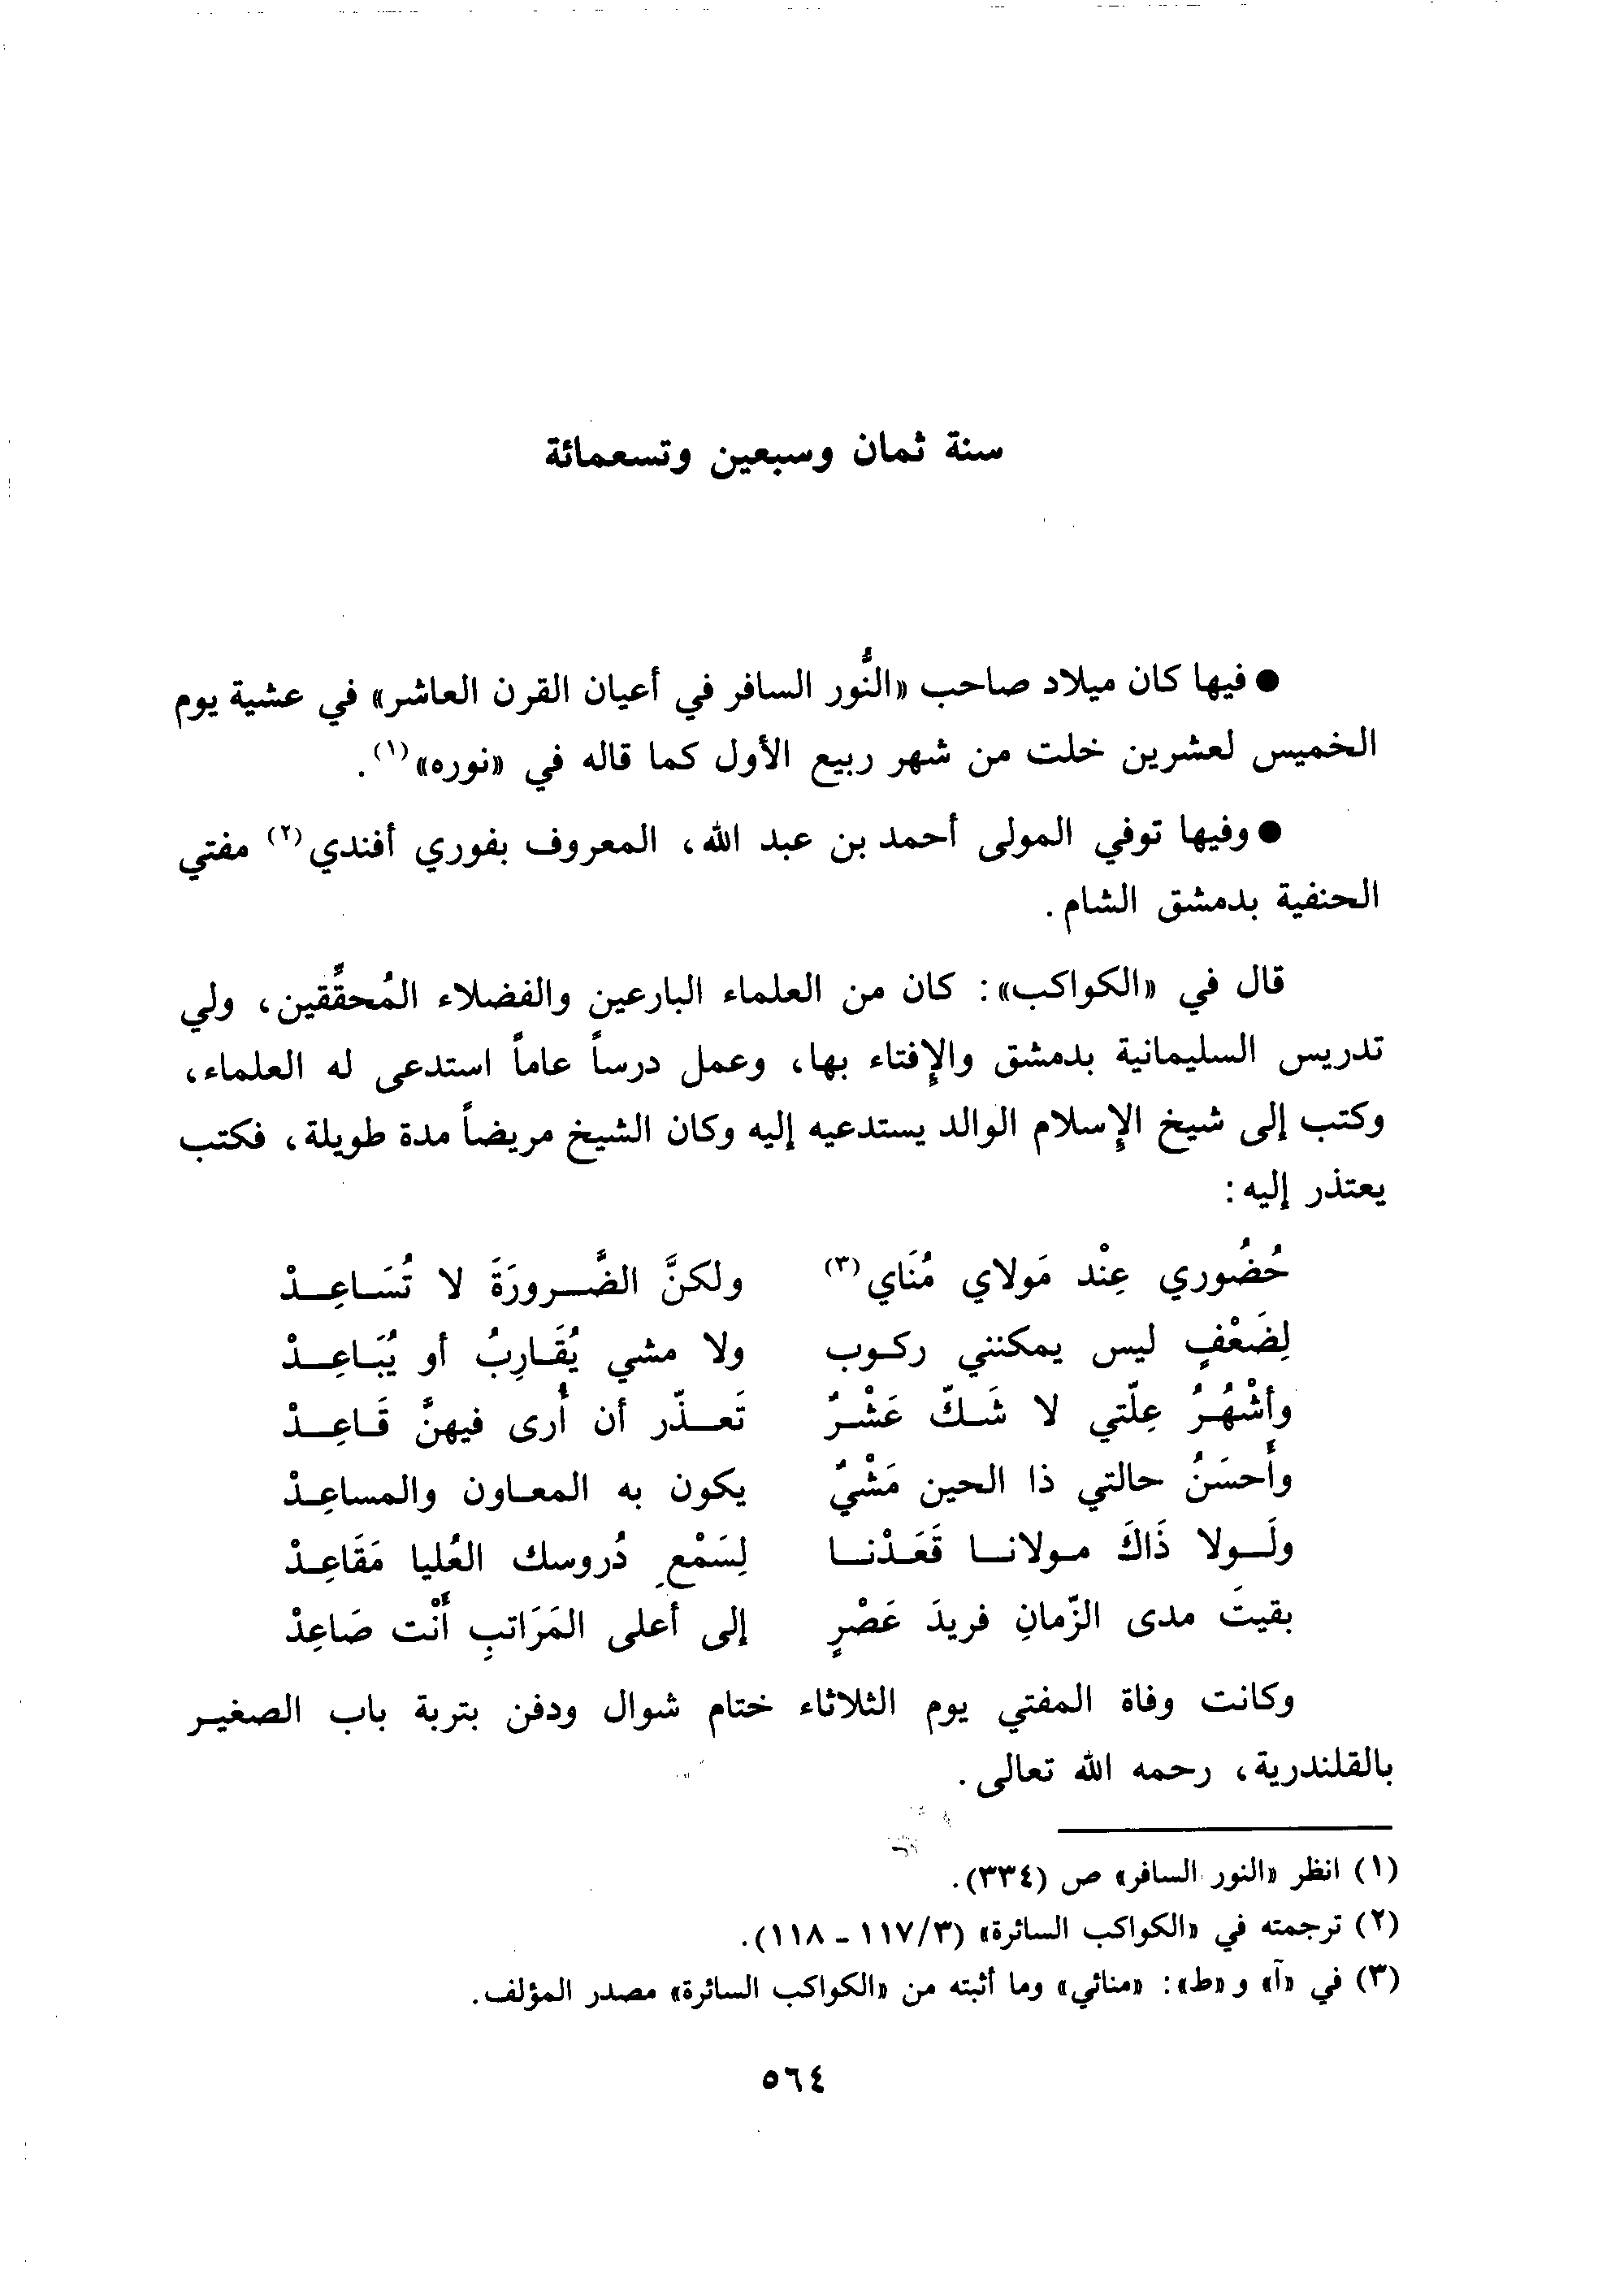 سنة ثمان وسبعين وتسعمائة
● فيها كان ميلاد صاحب «النُّور السافر في أعيان القرن العاشر» في عشية يوم
الخميس لعشرين خلت من شهر ربيع الأول كما قاله في «نوره»(١).
● وفيها توفي المولى أحمد بن عبد الله، المعروف بفوري أفندي(٢) مفتي
الحنفية بدمشق الشام.
قال في «الكواكب»: كان من العلماء البارعين والفضلاء المُحقِّقين، ولي
تدريس السليمانية بدمشق والإفتاء بها، وعمل درساً عاماً استدعى له العلماء،
وكتب إلى شيخ الإسلام الوالد يستدعيه إليه وكان الشيخ مريضاً مدة طويلة، فكتب
يعتذر إليه:
حُضُوري عِنْد مَولاي مُنَاي(٣) ولكنَّ الضَّرورَةَ لا تُسَاعِدْ
لِضَعْفٍ ليس يمكنني ركوب ولا مشي يُقَارِبُ أو يُبَاعِدْ
وأشْهُرُ عِلّتي لا شَكّ عَشْرٌ تَعذّر أن أُرى فيهنَّ قَاعِدْ
وأَحسَنُ حالتي ذا الحين مَشْيٌ يكون به المعاون والمساعِدْ
ولَولا ذَاكَ مولانا قَعَدْنا لِسَمْعِ دُروسك العُليا مَقَاعِدْ
بقيتَ مدى الزّمانِ فريدَ عَصْرٍ إلى أعلى المَرَاتبِ أَنْت صَاعِدْ
وكانت وفاة المفتي يوم الثلاثاء ختام شوال ودفن بتربة باب الصغير
بالقلندرية، رحمه الله تعالى.
(١) انظر «النور السافر» ص (٣٣٤).
(٢) ترجمته في «الكواكب السائرة» (٣/١١٧ - ١١٨).
(٣) في «آ» و«ط»: «منائي» وما أثبته من «الكواكب السائرة» مصدر المؤلف.
٥٦٤